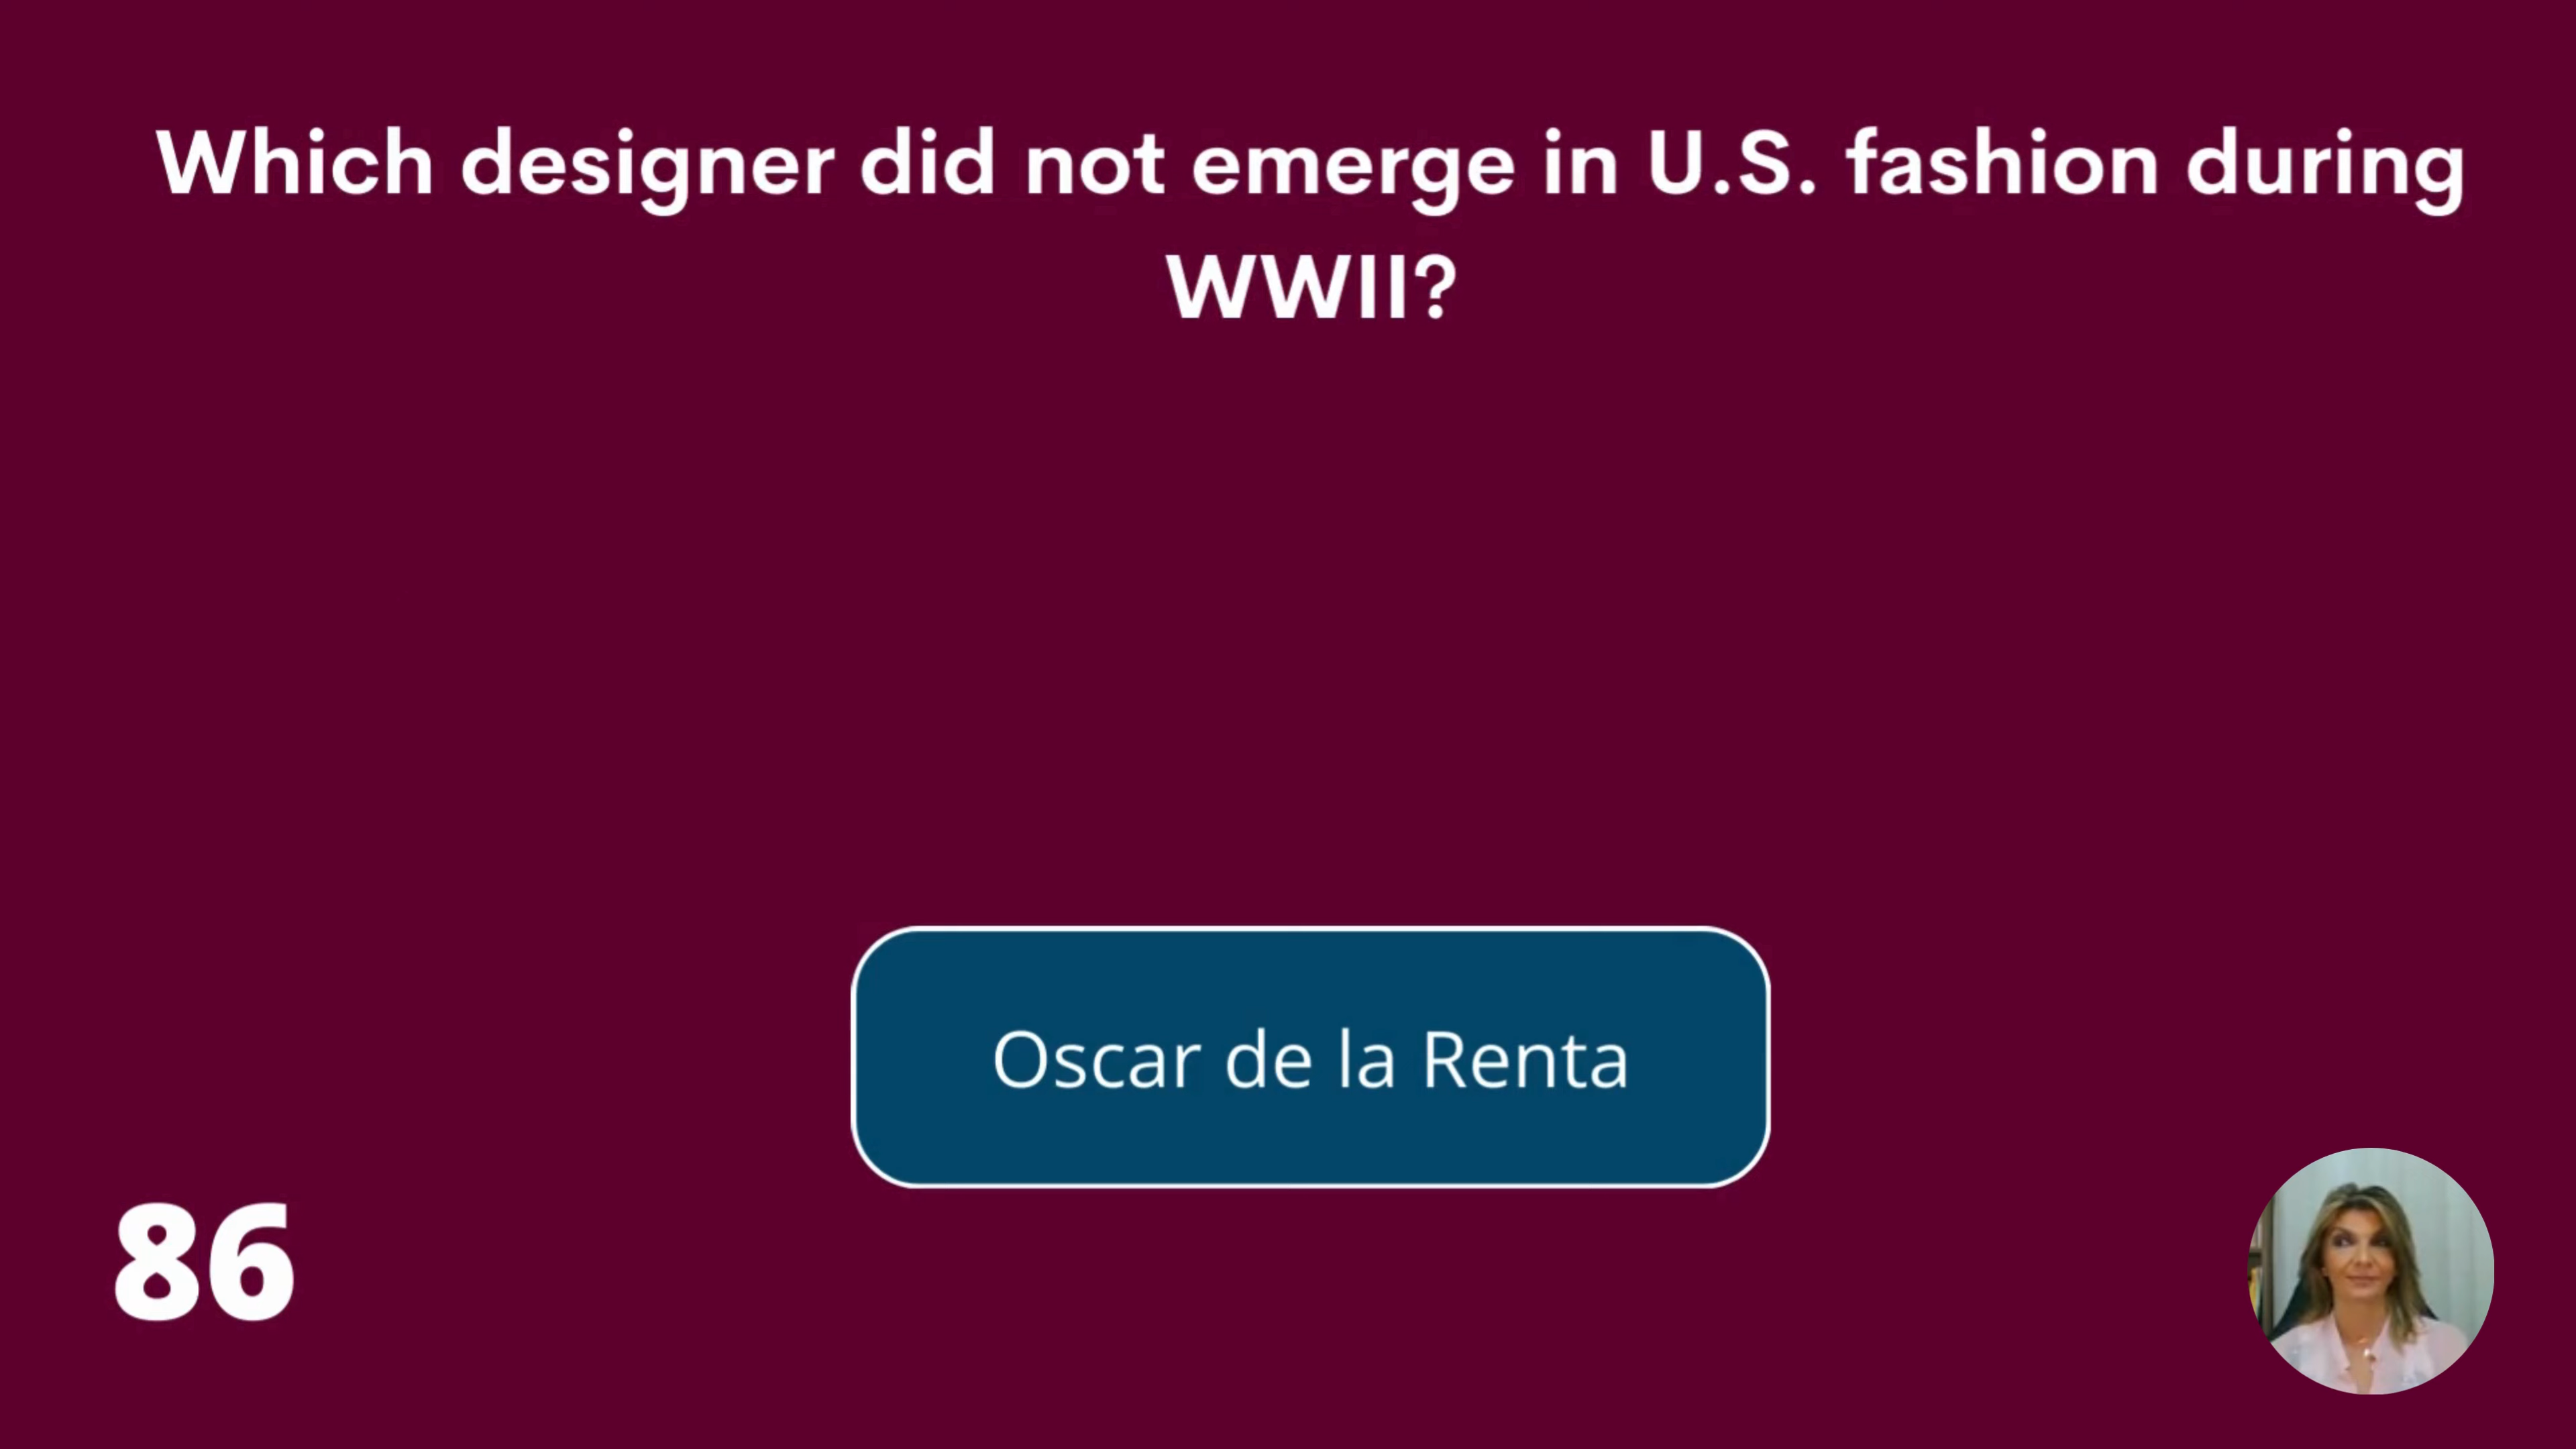 Which designer did not emerge in U.S. fashion during
WWII?
Oscar de la Renta
86